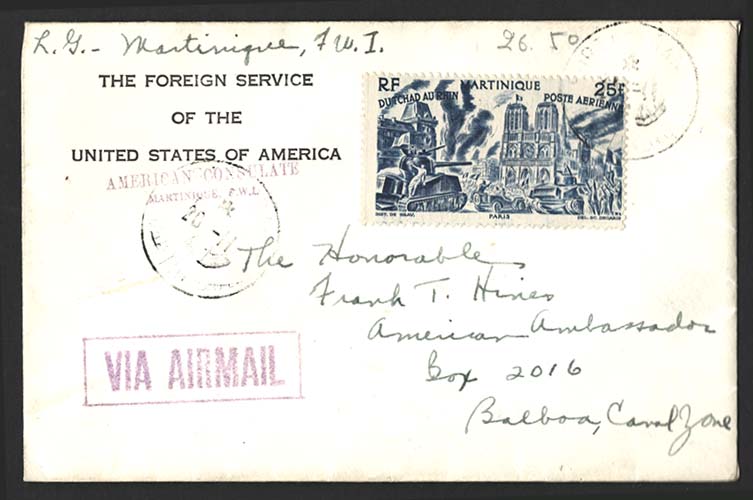 L.G.- Martinique, F.W.I. 26.50
THE FOREIGN SERVICE
OF THE
UNITED STATES OF AMERICA
AMERICAN CONSULATE
MARTINIQUE, F.W.I.
RF MARTINIQUE 25F
DU TCHAD AU RHIN POSTE AÉRIENNE
PARIS
The Honorable
Frank T. Hines
American Ambassador
Box 2016
Balboa, Canal Zone
VIA AIRMAIL